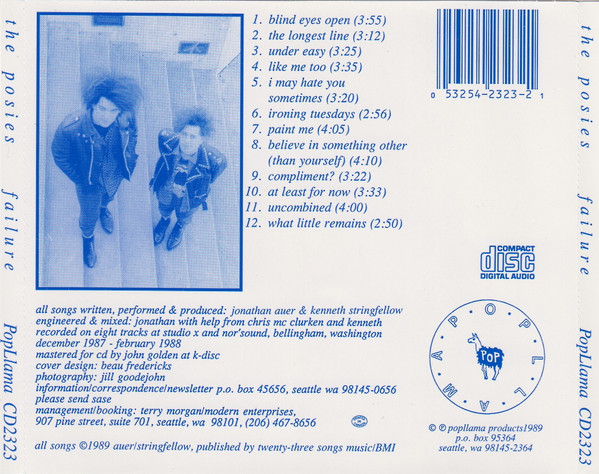 the posies failure PopLlama CD2323
1. blind eyes open (3:55)
2. the longest line (3:12)
3. under easy (3:25)
4. like me too (3:35)
5. i may hate you
sometimes (3:20)
6. ironing tuesdays (2:56)
7. paint me (4:05)
8. believe in something other
(than yourself) (4:10)
9. compliment? (3:22)
10. at least for now (3:33)
11. uncombined (4:00)
12. what little remains (2:50)
0 53254-2323-2 1
COMPACT
disc
DIGITAL AUDIO
all songs written, performed & produced: jonathan auer & kenneth stringfellow
engineered & mixed: jonathan with help from chris mc clurken and kenneth
recorded on eight tracks at studio x and nor'sound, bellingham, washington
december 1987 - february 1988
mastered for cd by john golden at k-disc
cover design: beau fredericks
photography: jill goodejohn
information/correspondence/newsletter p.o. box 45656, seattle wa 98145-0656
please send sase
management/booking: terry morgan/modern enterprises,
907 pine street, suite 701, seattle, wa 98101, (206) 467-8656
all songs ©1989 auer/stringfellow, published by twenty-three songs music/BMI
POPLLAMA
POP
© ℗ popllama products1989
p.o. box 95364
seattle, wa 98145-2364
the posies failure PopLlama CD2323